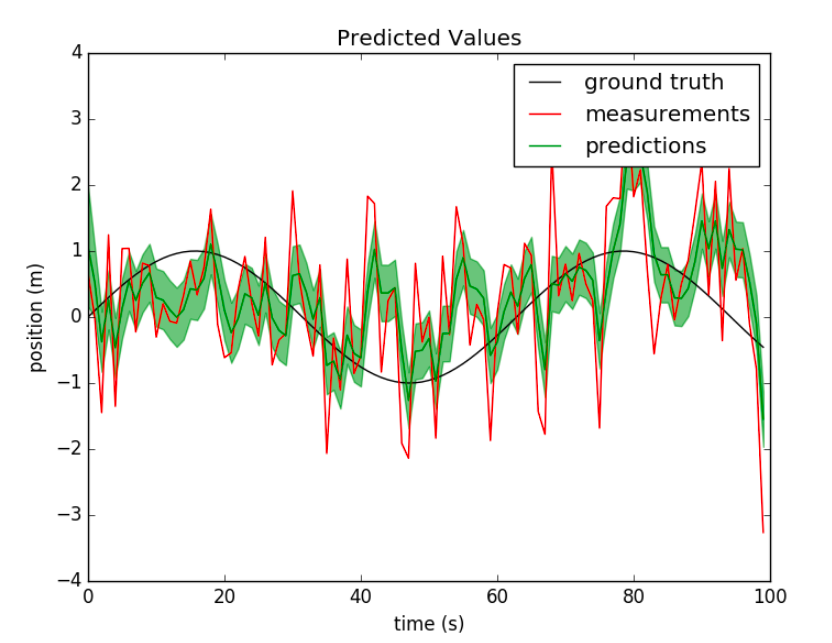 Predicted Values
ground truth
measurements
predictions
4
3
2
1
0
−1
−2
−3
−4
position (m)
0 20 40 60 80 100
time (s)